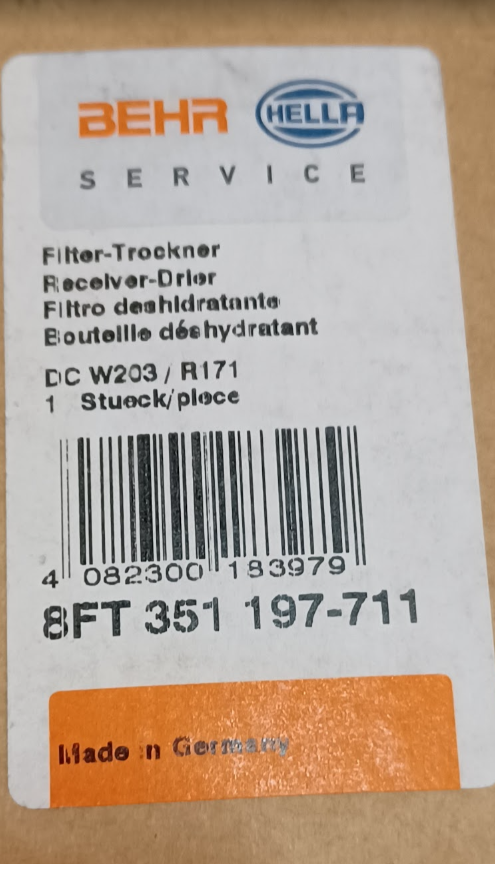 BEHR HELLA
SERVICE
Filter-Trockner
Receiver-Drier
Filtro deshidratante
Bouteille déshydratant
DC W203 / R171
1 Stueck/piece
4 082300 183979
8FT 351 197-711
Made in Germany